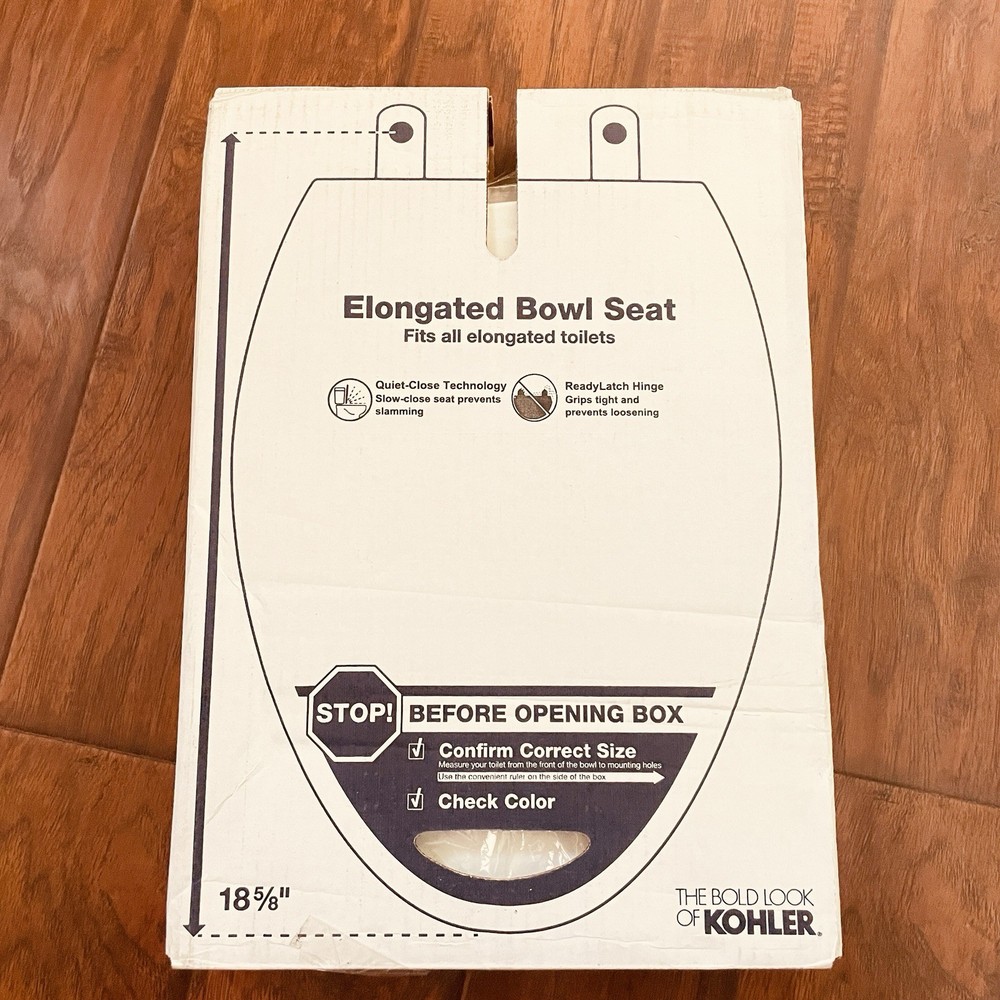 Elongated Bowl Seat
Fits all elongated toilets
Quiet-Close Technology
Slow-close seat prevents
slamming
ReadyLatch Hinge
Grips tight and
prevents loosening
STOP! BEFORE OPENING BOX
Confirm Correct Size
Measure your toilet from the front of the bowl to mounting holes
Use the convenient ruler on the side of the box
Check Color
18 5/8"
THE BOLD LOOK
OF KOHLER.